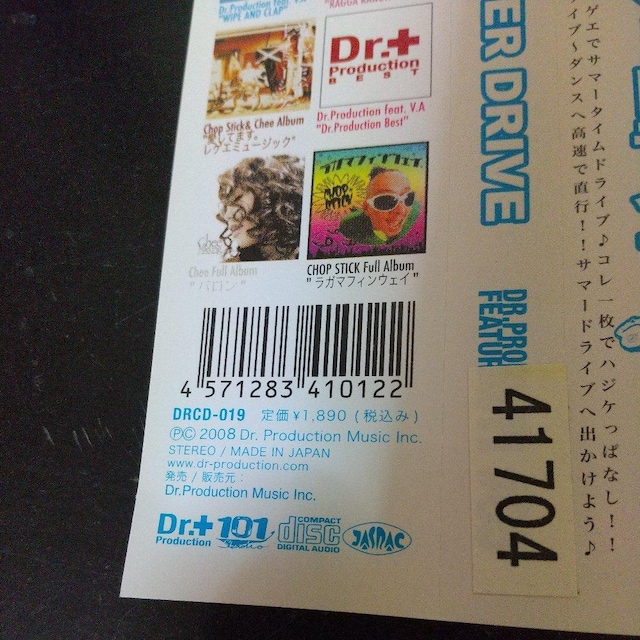 Dr.Production feat. V.A
"WIPE AND CLAP"
Dr.+
Production
BEST
Chop Stick& Chee Album
レゲエミュージック"
Dr.Production feat. V.A
"Dr.Production Best"
Chee Full Album
"バロン"
CHOP STICK Full Album
"ラガマフィンウェイ"
4 571283 410122
DRCD-019 定価¥1,890 (税込み)
ⓅⒸ 2008 Dr. Production Music Inc.
STEREO / MADE IN JAPAN
www.dr-production.com
発売 / 販売元:
Dr.Production Music Inc.
Dr.+
Production
101
Studio
COMPACT
disc
DIGITAL AUDIO
JASRAC
ER DRIVE
DR.PRO
FEATUR
41704
ゲエでサマータイムドライブ♪コレ一枚でハジケっぱなし!!
イブ~ダンスへ高速で直行!!サマードライブへ出かけよう♪